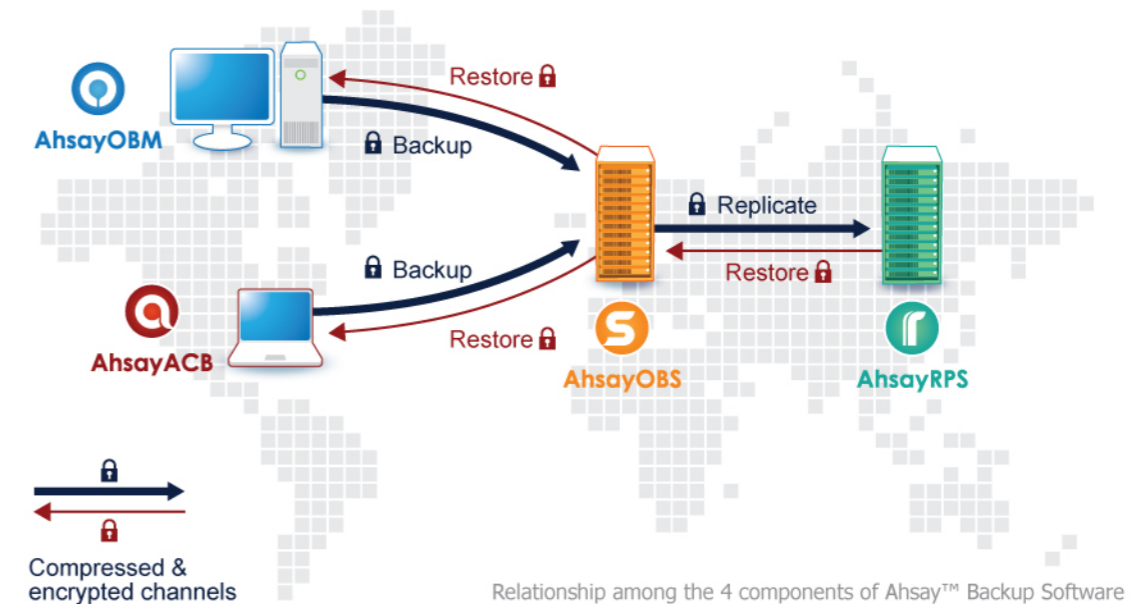 AhsayOBM
Restore
Backup
Replicate
Restore
Backup
Restore
AhsayACB
AhsayOBS
AhsayRPS
Compressed &
encrypted channels
Relationship among the 4 components of Ahsay™ Backup Software